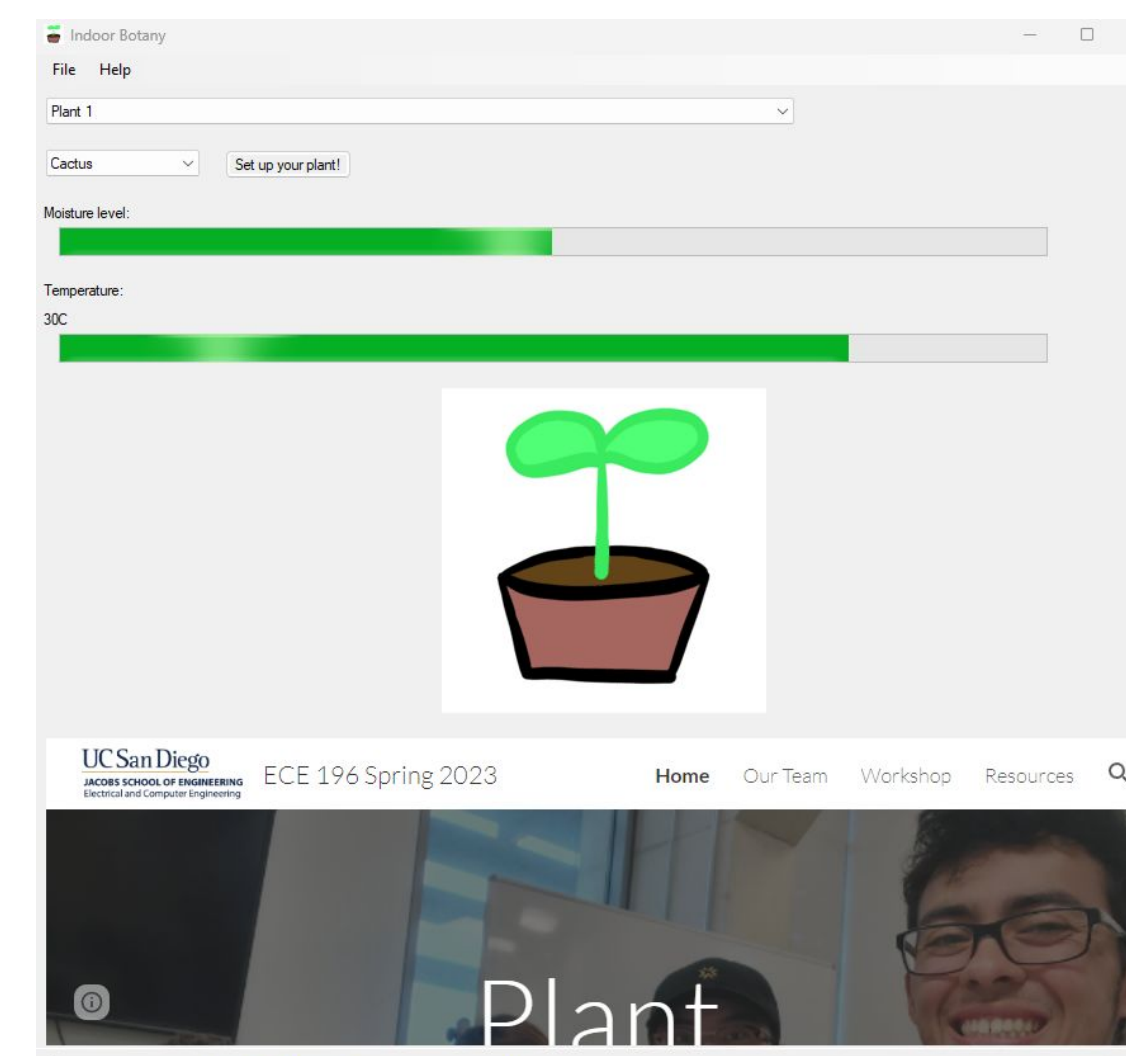 Indoor Botany
File Help
Plant 1
Cactus Set up your plant!
Moisture level:
Temperature:
30C
UC San Diego
JACOBS SCHOOL OF ENGINEERING
Electrical and Computer Engineering
ECE 196 Spring 2023 Home Our Team Workshop Resources
Plant